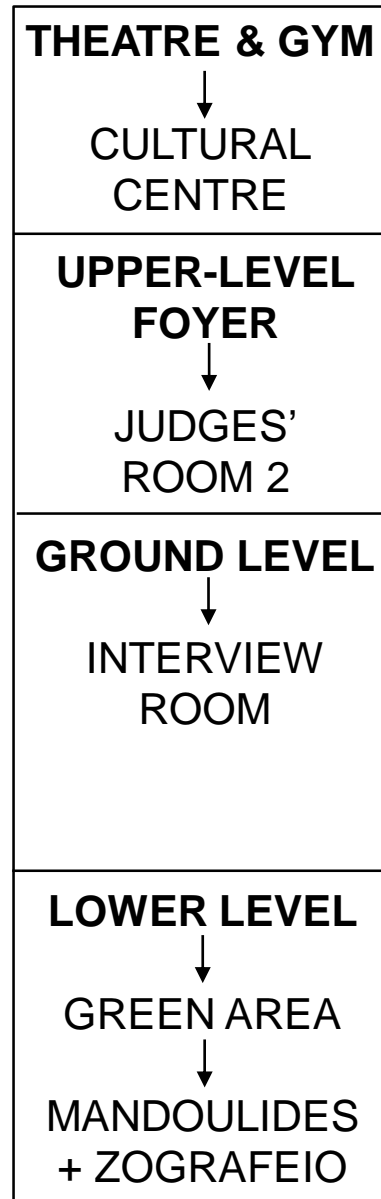 THEATRE & GYM
CULTURAL
CENTRE
UPPER-LEVEL
FOYER
JUDGES’
ROOM 2
GROUND LEVEL
INTERVIEW
ROOM
LOWER LEVEL
GREEN AREA
MANDOULIDES
+ ZOGRAFEIO